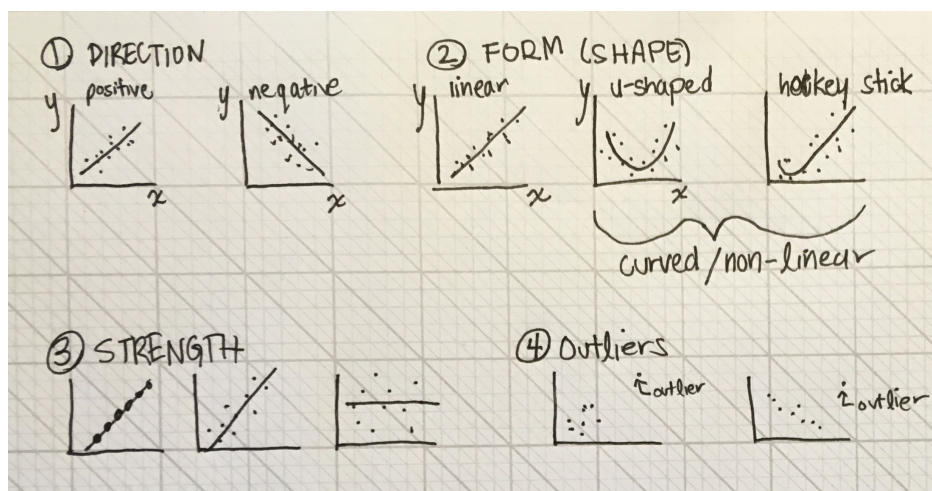 ① DIRECTION
y positive
x
y negative
x
② FORM (SHAPE)
y linear
x
y u-shaped
x
hockey stick
curved/non-linear
③ STRENGTH
④ Outliers
outlier
outlier